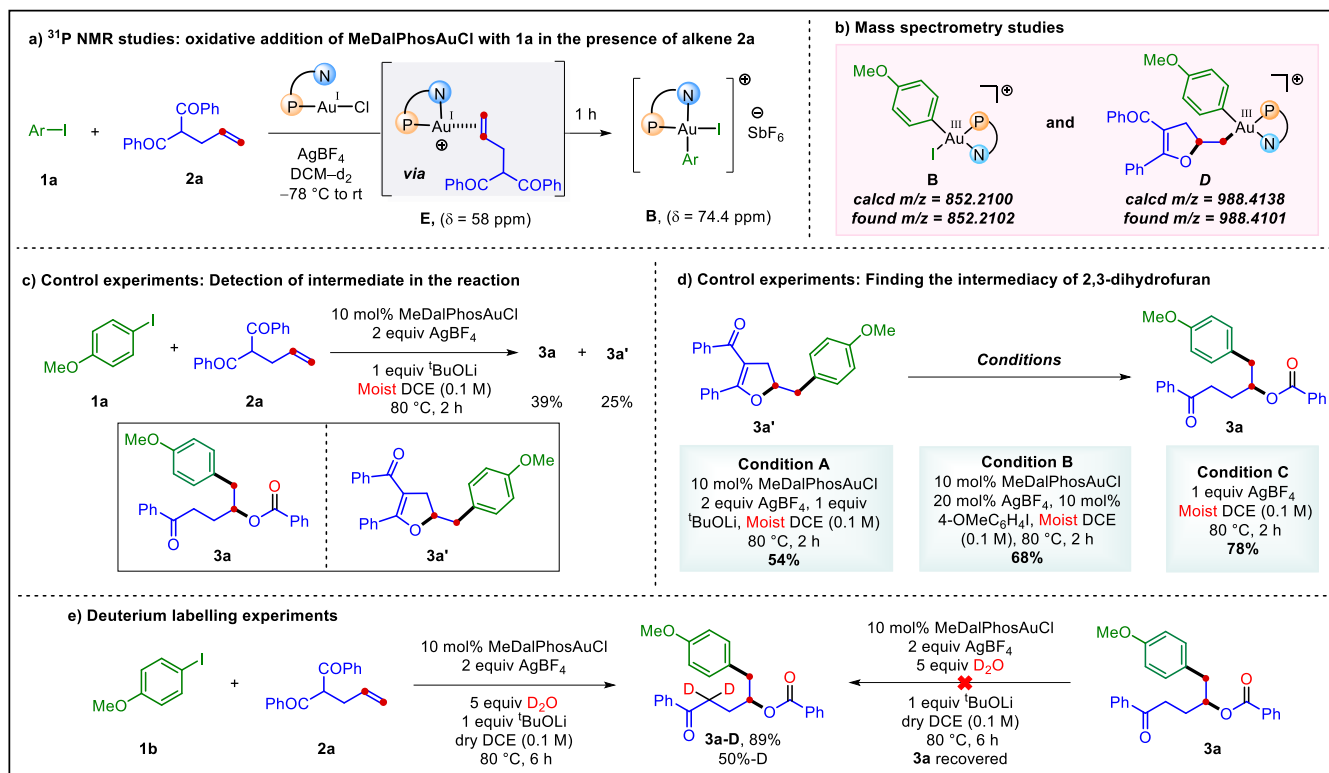 a) ³¹P NMR studies: oxidative addition of MeDalPhosAuCl with 1a in the presence of alkene 2a
Ar–I
1a
+
COPh
PhOC
2a
N
P
I
Au
Cl
AgBF₄
DCM–d₂
−78 °C to rt
via
N
P
I
Au
⊕
PhOC
COPh
E, (δ = 58 ppm)
1 h
N
P
Au
I
Ar
⊕
⊖
SbF₆
B, (δ = 74.4 ppm)
b) Mass spectrometry studies
MeO
III
Au
P
I
N
⊕
B
calcd m/z = 852.2100
found m/z = 852.2102
and
MeO
PhOC
Ph
O
III
Au
P
N
⊕
D
calcd m/z = 988.4138
found m/z = 988.4101
c) Control experiments: Detection of intermediate in the reaction
I
MeO
1a
+
COPh
PhOC
2a
10 mol% MeDalPhosAuCl
2 equiv AgBF₄
1 equiv ᵗBuOLi
Moist DCE (0.1 M)
80 °C, 2 h
3a + 3a'
39% 25%
MeO
Ph
O
O
O
Ph
3a
O
Ph
Ph
O
OMe
3a'
d) Control experiments: Finding the intermediacy of 2,3-dihydrofuran
O
Ph
Ph
O
OMe
3a'
Conditions
MeO
Ph
O
O
O
Ph
3a
Condition A
10 mol% MeDalPhosAuCl
2 equiv AgBF₄, 1 equiv
ᵗBuOLi, Moist DCE (0.1 M)
80 °C, 2 h
54%
Condition B
10 mol% MeDalPhosAuCl
20 mol% AgBF₄, 10 mol%
4-OMeC₆H₄I, Moist DCE
(0.1 M), 80 °C, 2 h
68%
Condition C
1 equiv AgBF₄
Moist DCE (0.1 M)
80 °C, 2 h
78%
e) Deuterium labelling experiments
I
MeO
1b
+
COPh
PhOC
2a
10 mol% MeDalPhosAuCl
2 equiv AgBF₄
5 equiv D₂O
1 equiv ᵗBuOLi
dry DCE (0.1 M)
80 °C, 6 h
MeO
D
D
Ph
O
O
O
Ph
3a-D, 89%
50%-D
10 mol% MeDalPhosAuCl
2 equiv AgBF₄
5 equiv D₂O
1 equiv ᵗBuOLi
dry DCE (0.1 M)
80 °C, 6 h
3a recovered
MeO
Ph
O
O
O
Ph
3a